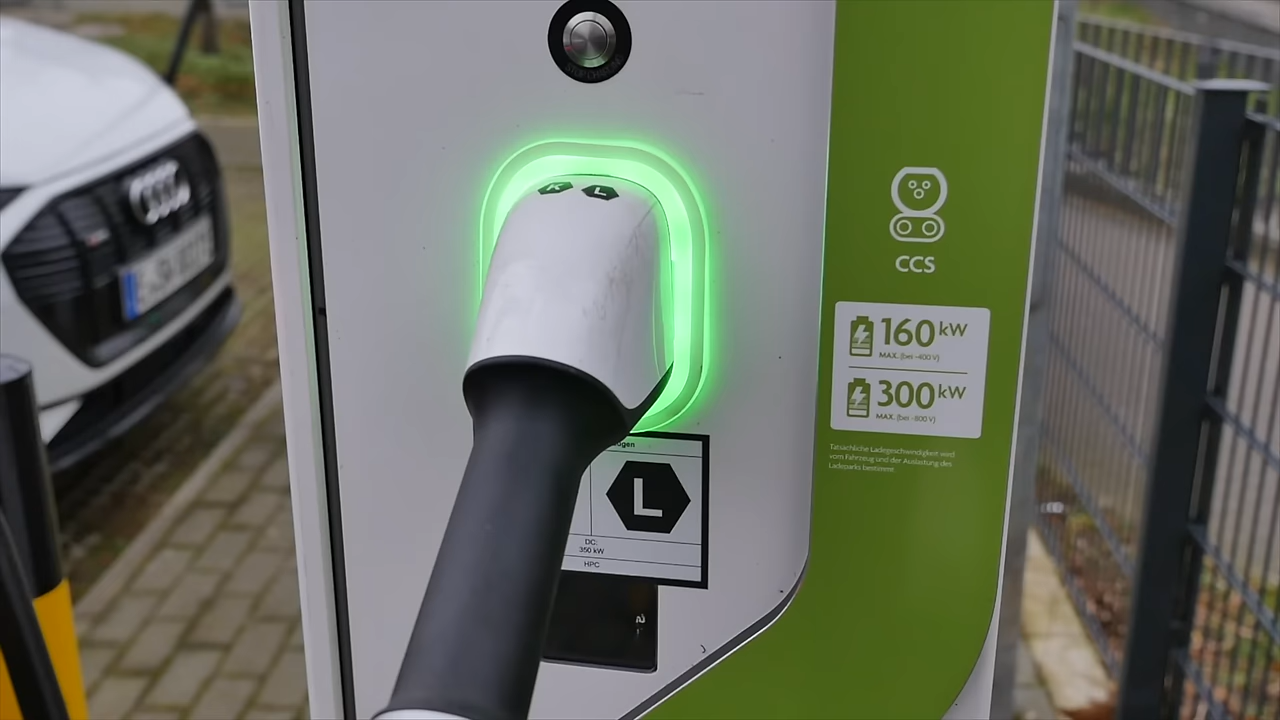 K L
CCS
160 kW
MAX. (bei ~400 V)
300 kW
MAX. (bei ~800 V)
Tatsächliche Ladegeschwindigkeit wird
vom Fahrzeug und der Auslastung des
Ladeparks bestimmt
L
DC:
350 kW
HPC